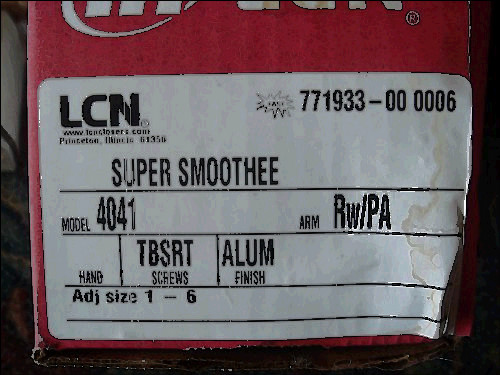 LCN®
www.lcnclosers.com
Princeton, Illinois 61356
771933-00 0006
SUPER SMOOTHEE
MODEL 4041 ARM Rw/PA
HAND TBSRT SCREWS ALUM FINISH
Adj size 1 - 6